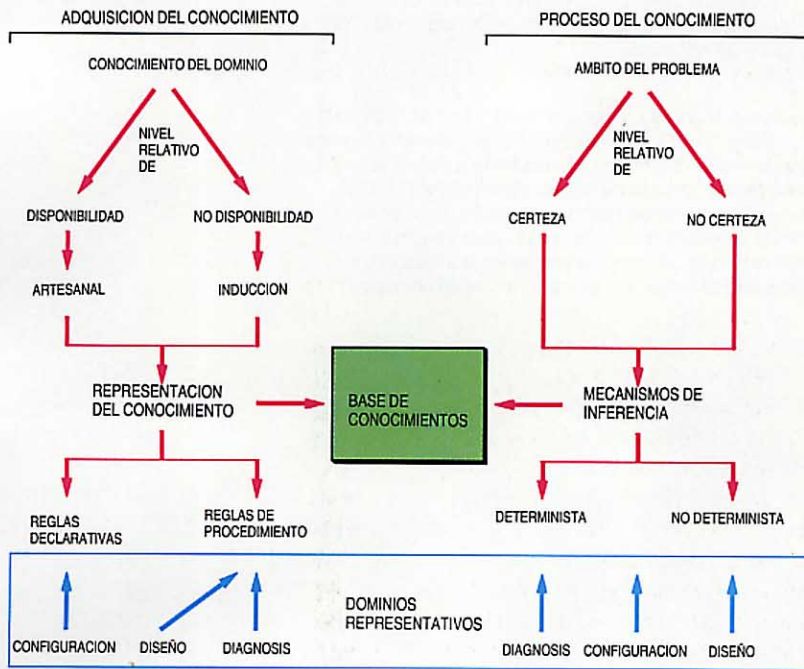 ADQUISICION DEL CONOCIMIENTO
CONOCIMIENTO DEL DOMINIO
NIVEL
RELATIVO
DE
DISPONIBILIDAD
NO DISPONIBILIDAD
ARTESANAL
INDUCCION
REPRESENTACION
DEL CONOCIMIENTO
REGLAS
DECLARATIVAS
REGLAS DE
PROCEDIMIENTO
BASE DE
CONOCIMIENTOS
PROCESO DEL CONOCIMIENTO
AMBITO DEL PROBLEMA
NIVEL
RELATIVO
DE
CERTEZA
NO CERTEZA
MECANISMOS DE
INFERENCIA
DETERMINISTA
NO DETERMINISTA
DOMINIOS
REPRESENTATIVOS
CONFIGURACION
DISEÑO
DIAGNOSIS
DIAGNOSIS
CONFIGURACION
DISEÑO